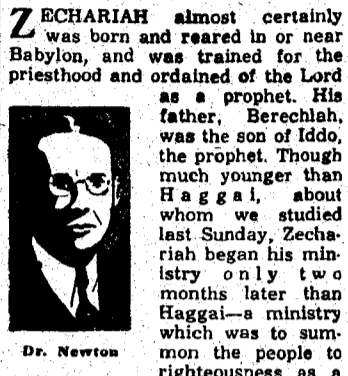 ZECHARIAH almost certainly
was born and reared in or near
Babylon, and was trained for the
priesthood and ordained of the Lord
as a prophet. His
father, Berechiah,
was the son of Iddo,
the prophet. Though
much younger than
Haggai, about
whom we studied
last Sunday, Zecha-
riah began his min-
istry only two
months later than
Haggai—a ministry
which was to sum-
mon the people to
righteousness as a
Dr. Newton